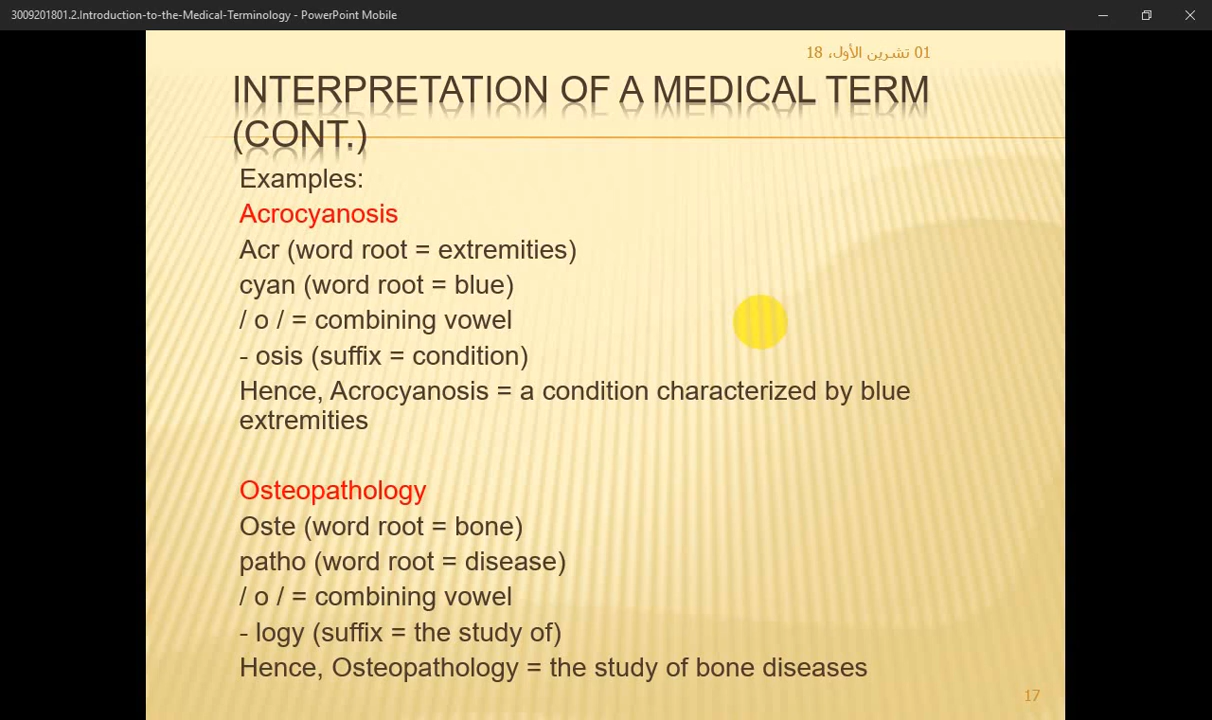 3009201801.2.Introduction-to-the-Medical-Terminology - PowerPoint Mobile
01 تشرين الأول، 18
INTERPRETATION OF A MEDICAL TERM
(CONT.)
Examples:
Acrocyanosis
Acr (word root = extremities)
cyan (word root = blue)
/ o / = combining vowel
- osis (suffix = condition)
Hence, Acrocyanosis = a condition characterized by blue
extremities
Osteopathology
Oste (word root = bone)
patho (word root = disease)
/ o / = combining vowel
- logy (suffix = the study of)
Hence, Osteopathology = the study of bone diseases
17